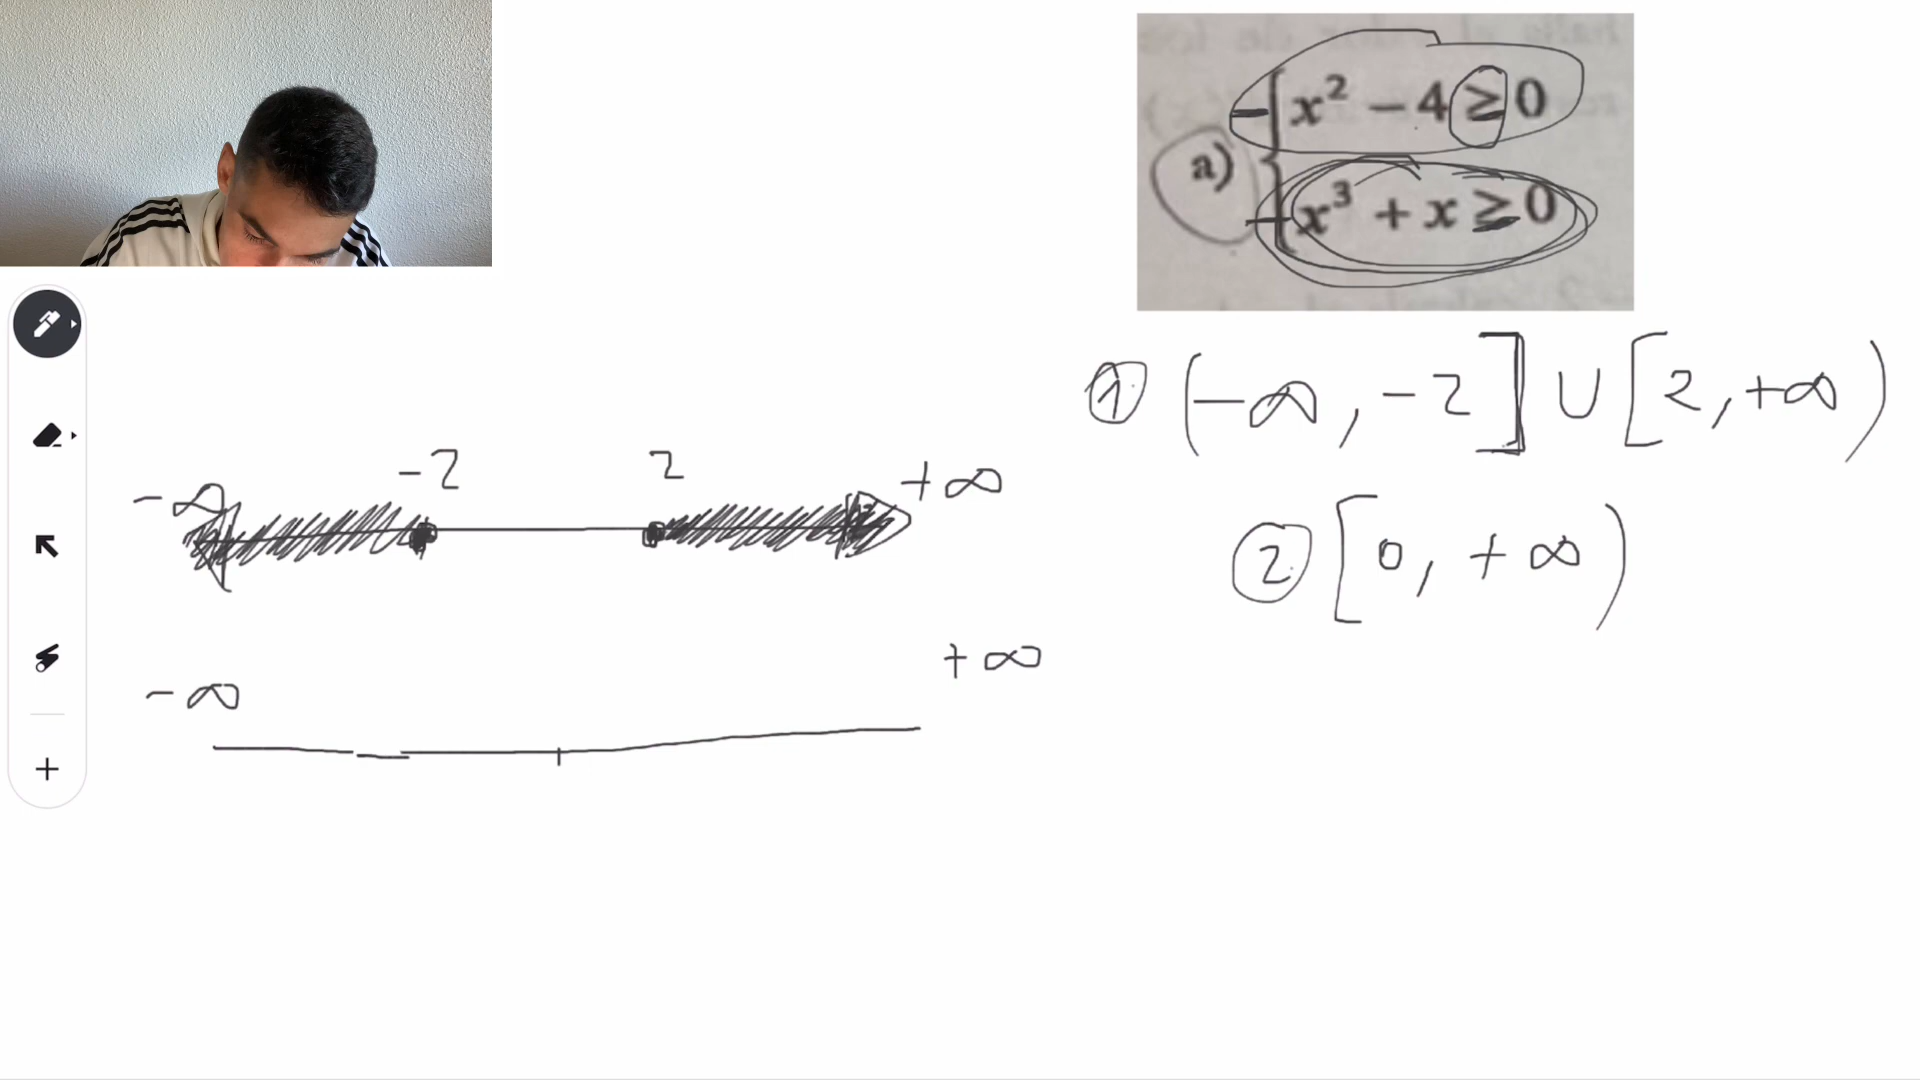 a) { x² − 4 ≥ 0
x³ + x ≥ 0
① (−∞, −2] ∪ [2, +∞)
−∞ −2 2 +∞
② [0, +∞)
−∞ +∞